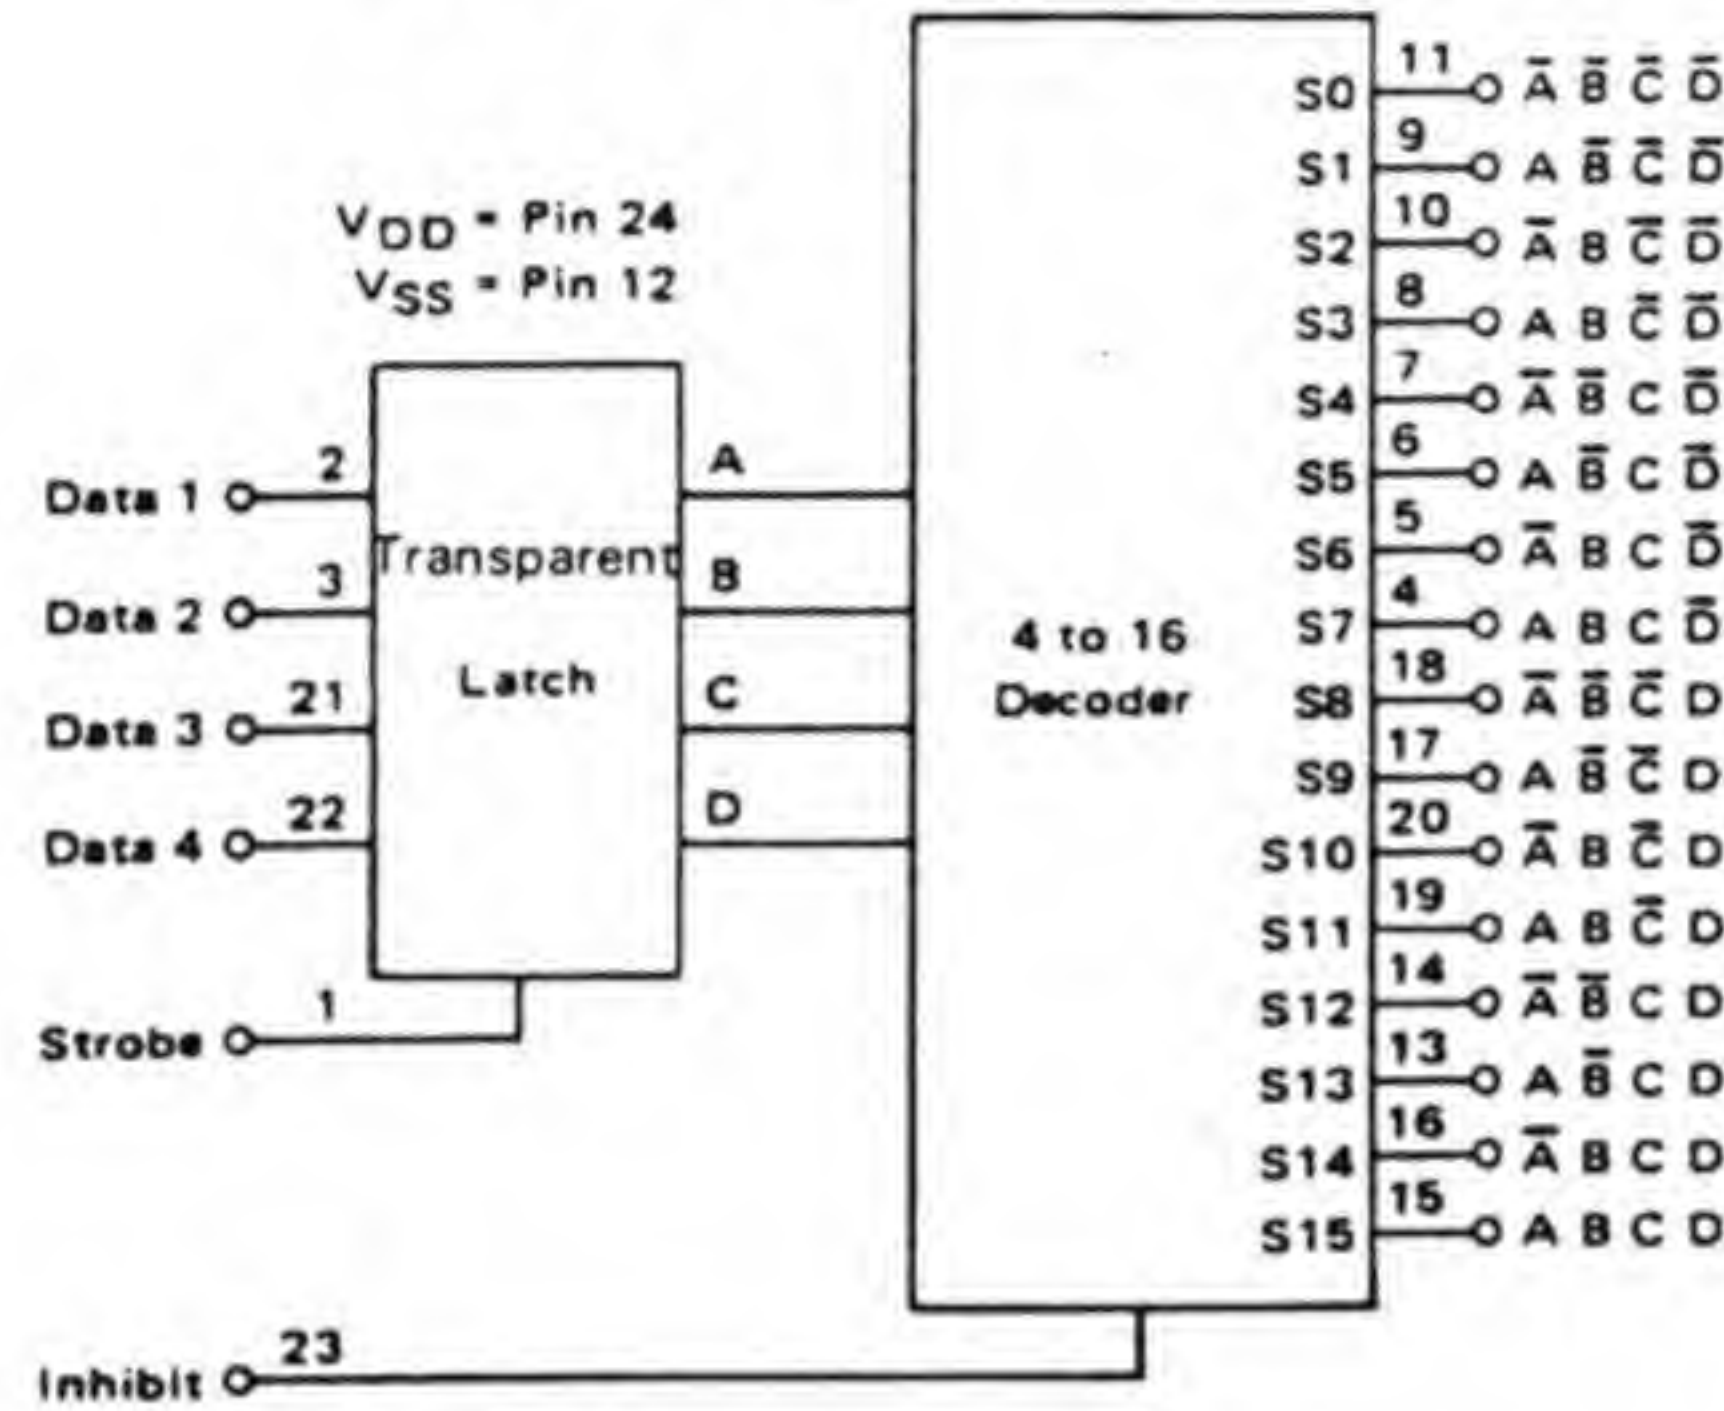 V_DD = Pin 24
V_SS = Pin 12
Data 1
2
Data 2
3
Data 3
21
Data 4
22
Strobe
1
Inhibit
23
Transparent
Latch
A
B
C
D
4 to 16
Decoder
S0 11 A̅ B̅ C̅ D̅
S1 9 A B̅ C̅ D̅
S2 10 A̅ B C̅ D̅
S3 8 A B C̅ D̅
S4 7 A̅ B̅ C D̅
S5 6 A B̅ C D̅
S6 5 A̅ B C D̅
S7 4 A B C D̅
S8 18 A̅ B̅ C̅ D
S9 17 A B̅ C̅ D
S10 20 A̅ B C̅ D
S11 19 A B C̅ D
S12 14 A̅ B̅ C D
S13 13 A B̅ C D
S14 16 A̅ B C D
S15 15 A B C D